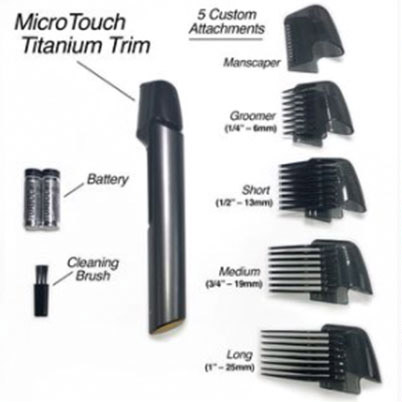 MicroTouch
Titanium Trim
5 Custom
Attachments
Manscaper
Groomer
(1/4" – 6mm)
Battery
Short
(1/2" – 13mm)
Cleaning
Brush
Medium
(3/4" – 19mm)
Long
(1" – 25mm)